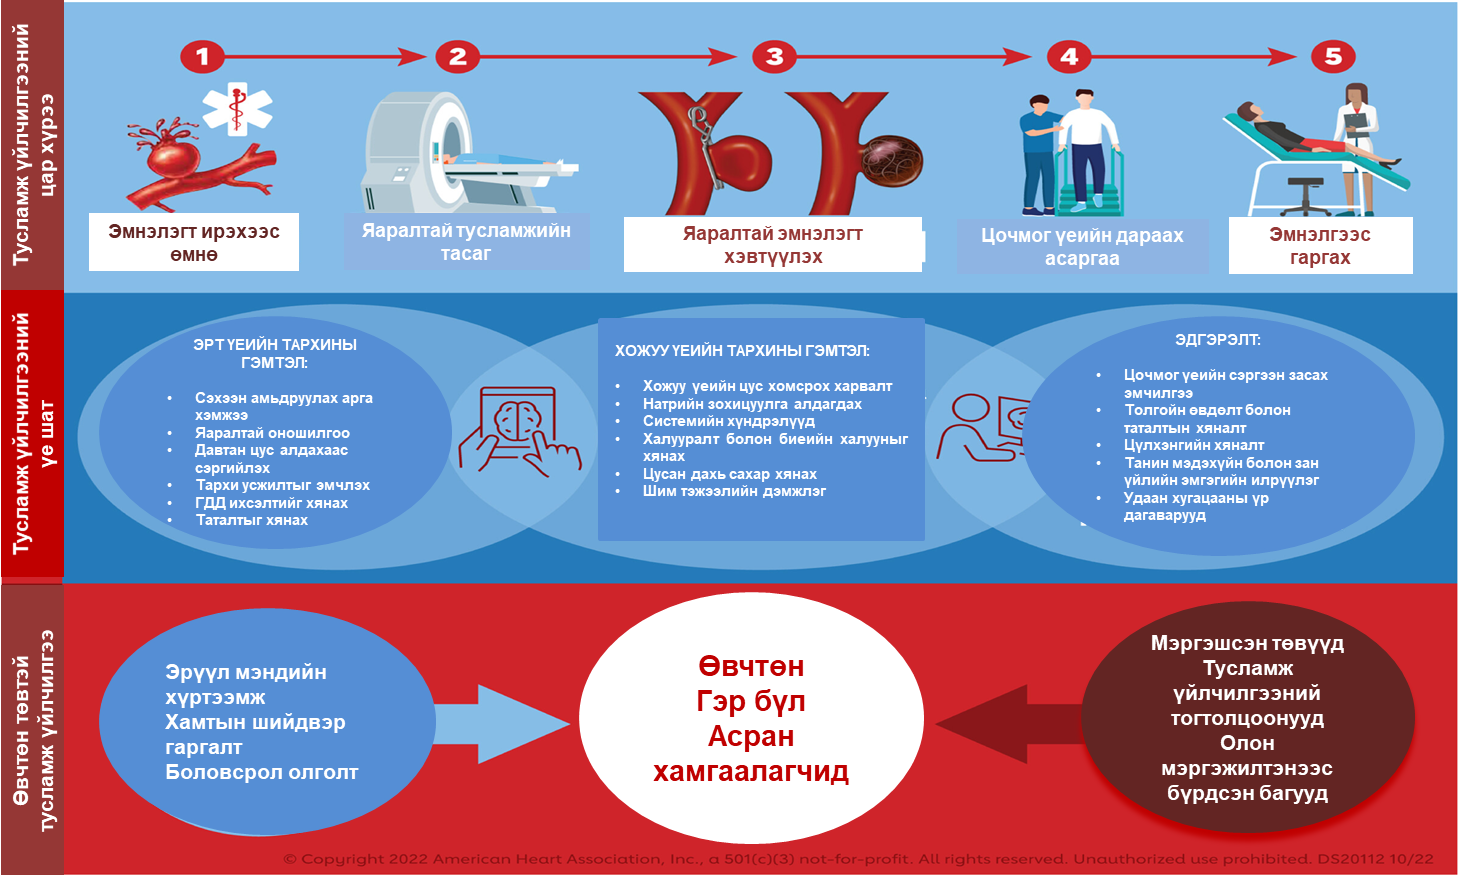 Тусламж үйлчилгээний
цар хүрээ
1
2
3
4
5
Эмнэлэгт ирэхээс
өмнө
Яаралтай тусламжийн
тасаг
Яаралтай эмнэлэгт
хэвтүүлэх
Цочмог үеийн дараах
асаргаа
Эмнэлгээс
гаргах
Тусламж үйлчилгээний
үе шат
ЭРТ ҮЕИЙН ТАРХИНЫ
ГЭМТЭЛ:
• Сэхээн амьдруулах арга
хэмжээ
• Яаралтай оношилгоо
• Давтан цус алдахаас
сэргийлэх
• Тархи усжилтыг эмчлэх
• ГДД ихсэлтийг хянах
• Таталтыг хянах
ХОЖУУ ҮЕИЙН ТАРХИНЫ ГЭМТЭЛ:
• Хожуу үеийн цус хомсрох харвалт
• Натрийн зохицуулга алдагдах
• Системийн хүндрэлүүд
• Халууралт болон биеийн халууныг
хянах
• Цусан дахь сахар хянах
• Шим тэжээлийн дэмжлэг
ЭДГЭРЭЛТ:
• Цочмог үеийн сэргээн засах
эмчилгээ
• Толгойн өвдөлт болон
таталтын хяналт
• Цүлхэнгийн хяналт
• Танин мэдэхүйн болон зан
үйлийн эмгэгийн илрүүлэг
• Удаан хугацааны үр
дагаварууд
Өвчтөн төвтэй
тусламж үйлчилгээ
Эрүүл мэндийн
хүртээмж
Хамтын шийдвэр
гаргалт
Боловсрол олголт
Өвчтөн
Гэр бүл
Асран
хамгаалагчид
Мэргэшсэн төвүүд
Тусламж
үйлчилгээний
тогтолцоонууд
Олон
мэргэжилтэнээс
бүрдсэн багууд
© Copyright 2022 American Heart Association, Inc., a 501(c)(3) not-for-profit. All rights reserved. Unauthorized use prohibited. DS20112 10/22